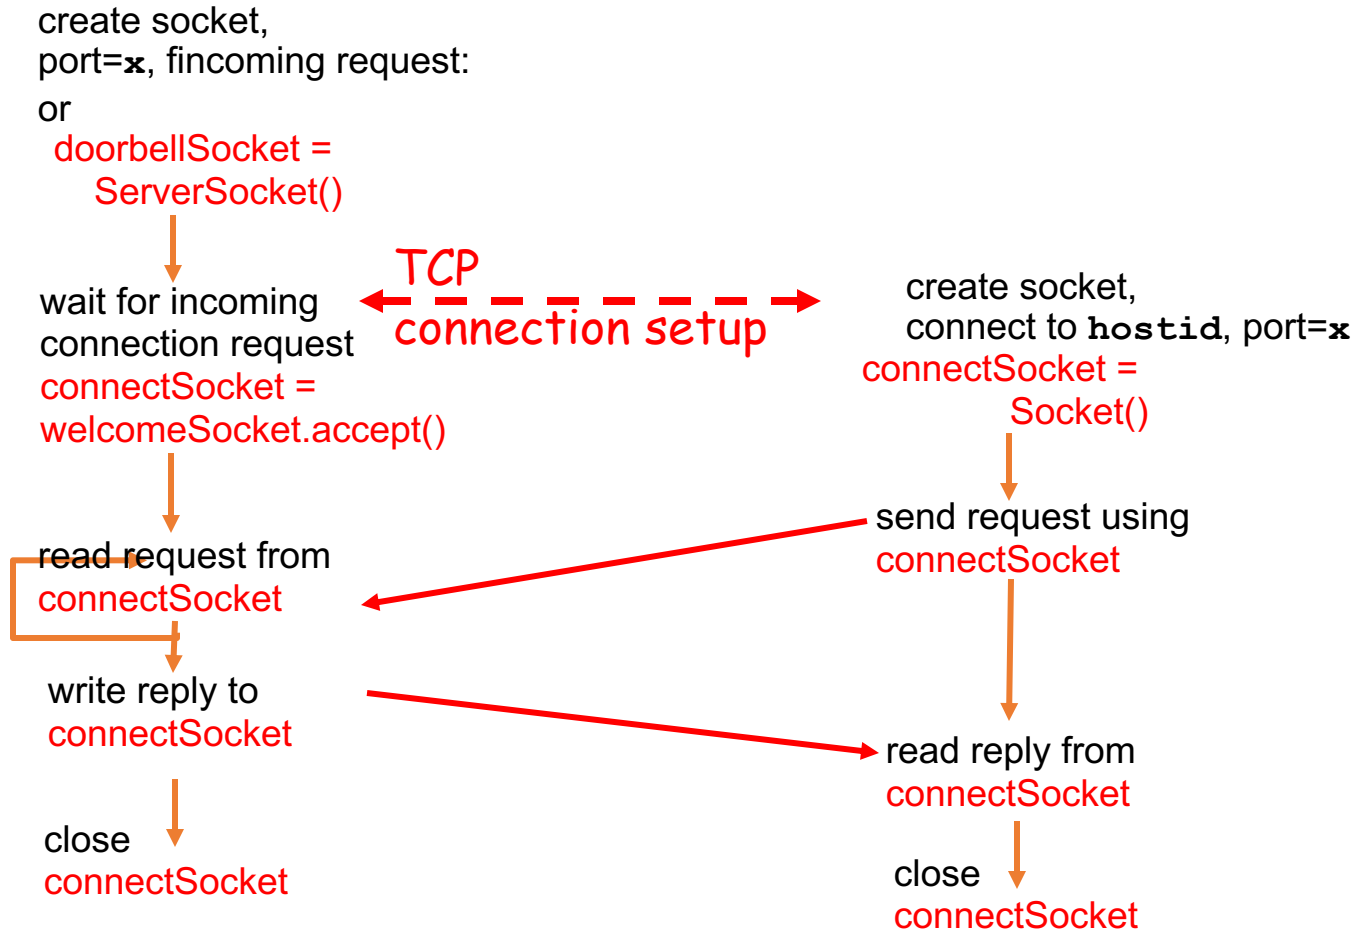 create socket,
port=x, fincoming request:
or
doorbellSocket =
ServerSocket()
wait for incoming
connection request
connectSocket =
welcomeSocket.accept()
TCP
connection setup
create socket,
connect to hostid, port=x
connectSocket =
Socket()
send request using
connectSocket
read request from
connectSocket
write reply to
connectSocket
read reply from
connectSocket
close
connectSocket
close
connectSocket